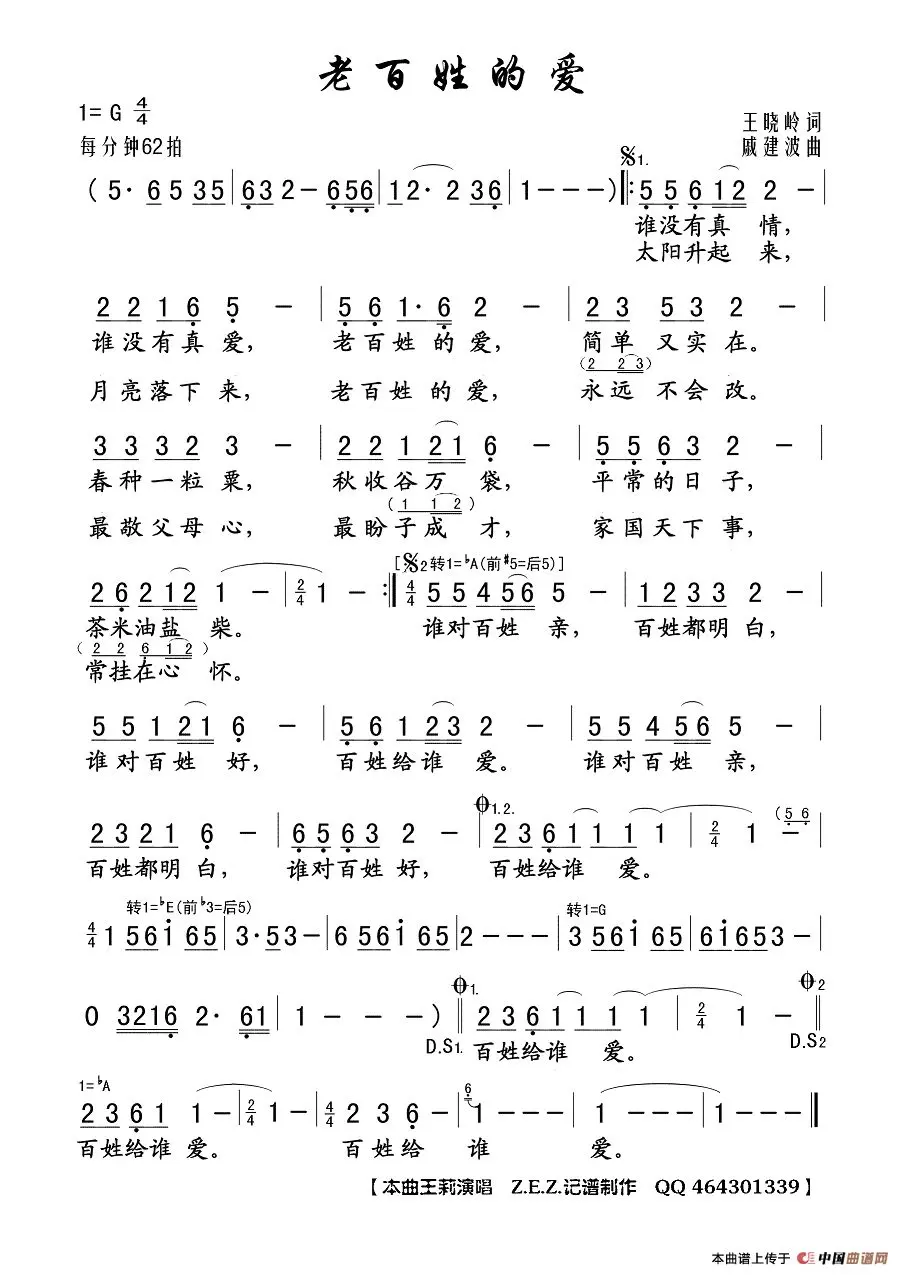 老百姓的爱
1= G 4/4
王晓岭 词
每分钟62拍
戚建波 曲
𝄋1.
( 5· 6 5 3 5 | 6 3 2 - 6 5 6 | 1 2· 2 3 6 | 1 - - - ) ‖: 5 5 6 1 2 2 - |
谁没有真 情,
太阳升起 来,
2 2 1 6 5 - | 5 6 1· 6 2 - | 2 3 5 3 2 - |
谁没有真 爱, 老百姓 的 爱, 简单 又实在。
(2 2 3)
月亮落下 来, 老百姓 的 爱, 永远 不会 改。
3 3 3 2 3 - | 2 2 1 2 1 6 - | 5 5 6 3 2 - |
春种一粒 粟, 秋收谷万 袋, 平常的日 子,
(1 1 2)
最敬父母 心, 最盼子成 才, 家国天下 事,
[𝄋2 转1=♭A(前♯5=后5)]
2 6 2 1 2 1 - | 2/4 1 - :‖ 4/4 5 5 4 5 6 5 - | 1 2 3 3 2 - |
茶米油盐 柴。 谁对百姓 亲, 百姓都明 白,
(2 2 6 1 2)
常挂在心 怀。
5 5 1 2 1 6 - | 5 6 1 2 3 2 - | 5 5 4 5 6 5 - |
谁对百姓 好, 百姓给谁 爱。 谁对百姓 亲,
𝄌1.2. (5 6
2 3 2 1 6 - | 6 5 6 3 2 - | 2 3 6 1 1 1 1 | 2/4 1 - |
百姓都明 白, 谁对百姓 好, 百姓给谁 爱。
转1=♭E(前♭3=后5) 转1=G
4/4 1 5 6 i 6 5 | 3· 5 3 - | 6 5 6 i 6 5 | 2 - - - | 3 5 6 i 6 5 | 6 i 6 5 3 - |
𝄌1. 𝄌2
0 3 2 1 6 2· 6 1 | 1 - - - ) ‖ 2 3 6 1 1 1 1 | 2/4 1 - ‖
D.S1. D.S2
百姓给谁 爱。
1=♭A
2 3 6 1 1 - | 2/4 1 - | 4/4 2 3 6 - | 6 1 - - - | 1 - - - | 1 - - - ‖
百姓给谁 爱。 百姓给 谁 爱。
【本曲王莉演唱 Z.E.Z.记谱制作 QQ 464301339】
本曲谱上传于 中国曲谱网